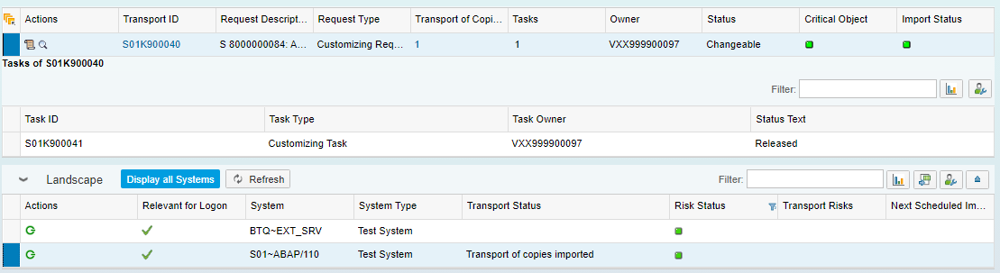 Actions Transport ID Request Descript... Request Type Transport of Copi... Tasks Owner Status Critical Object Import Status
S01K900040 S 8000000084: A... Customizing Req... 1 1 VXX999900097 Changeable
Tasks of S01K900040
Filter:
Task ID Task Type Task Owner Status Text
S01K900041 Customizing Task VXX999900097 Released
Landscape Display all Systems Refresh Filter:
Actions Relevant for Logon System System Type Transport Status Risk Status Transport Risks Next Scheduled Im...
BTQ~EXT_SRV Test System
S01~ABAP/110 Test System Transport of copies imported